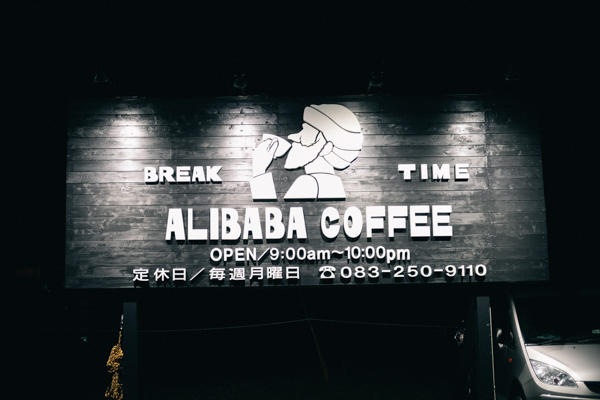 BREAK TIME
ALIBABA COFFEE
OPEN/9:00am～10:00pm
定休日/毎週月曜日 ☎083-250-9110